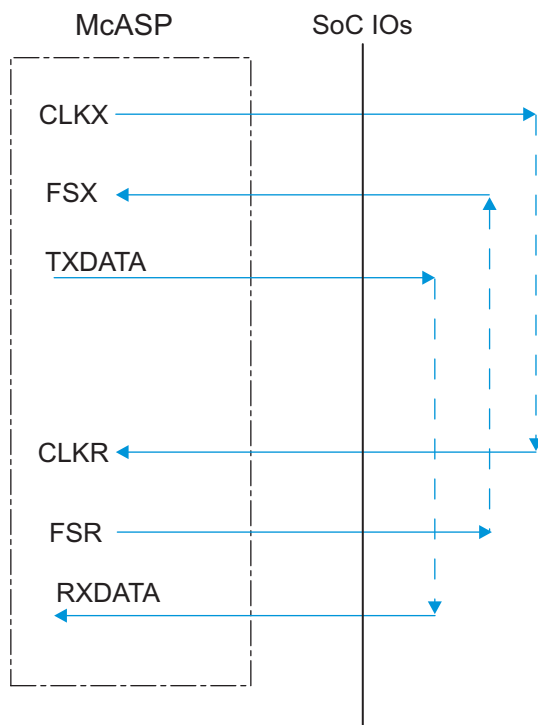 McASP
SoC IOs
CLKX
FSX
TXDATA
CLKR
FSR
RXDATA